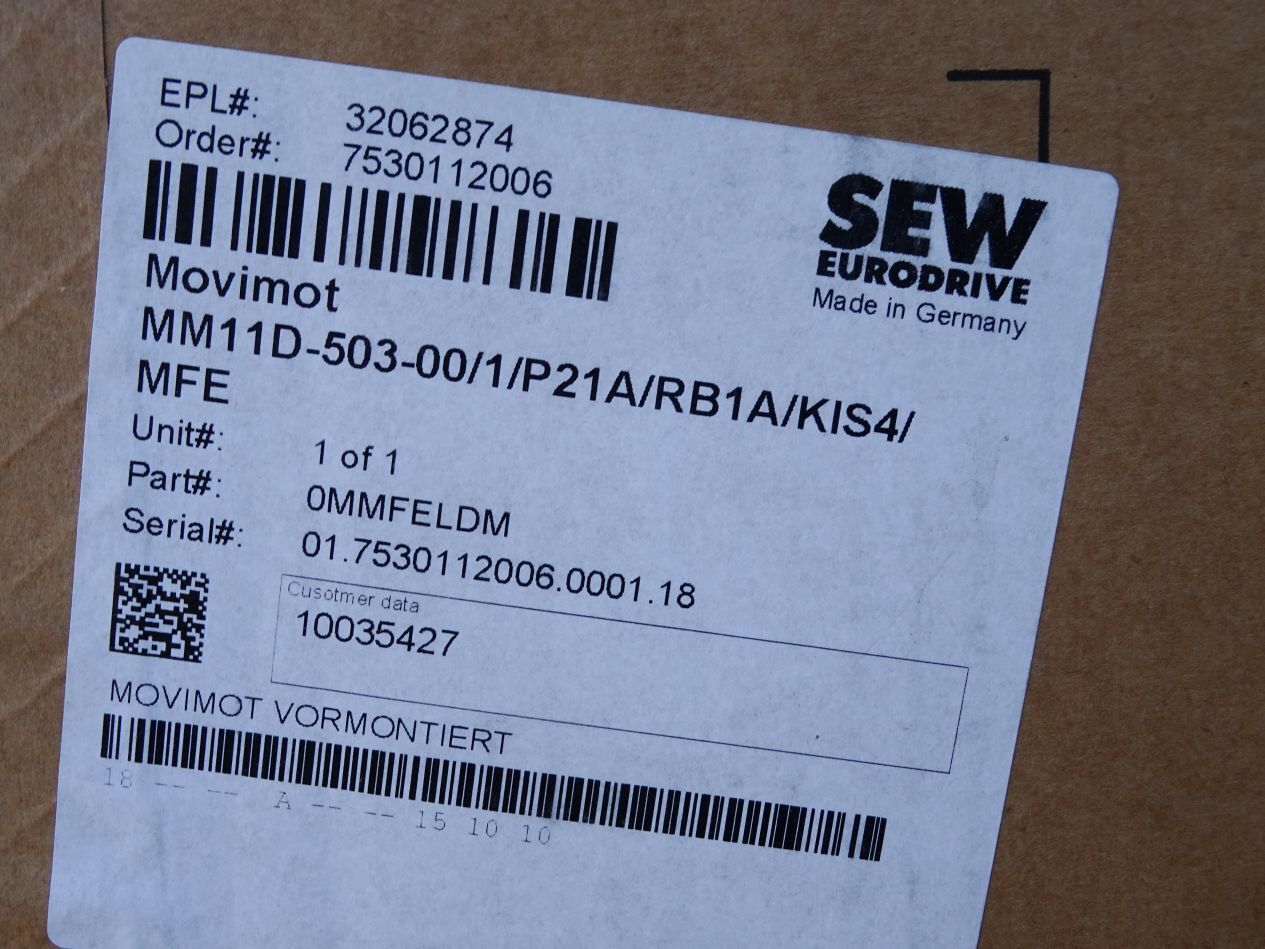 EPL#: 32062874
Order#: 7530112006
SEW
EURODRIVE
Made in Germany
Movimot
MM11D-503-00/1/P21A/RB1A/KIS4/
MFE
Unit#: 1 of 1
Part#: 0MMFELDM
Serial#: 01.7530112006.0001.18
Cusotmer data
10035427
MOVIMOT VORMONTIERT
18 -- -- A -- -- 15 10 10